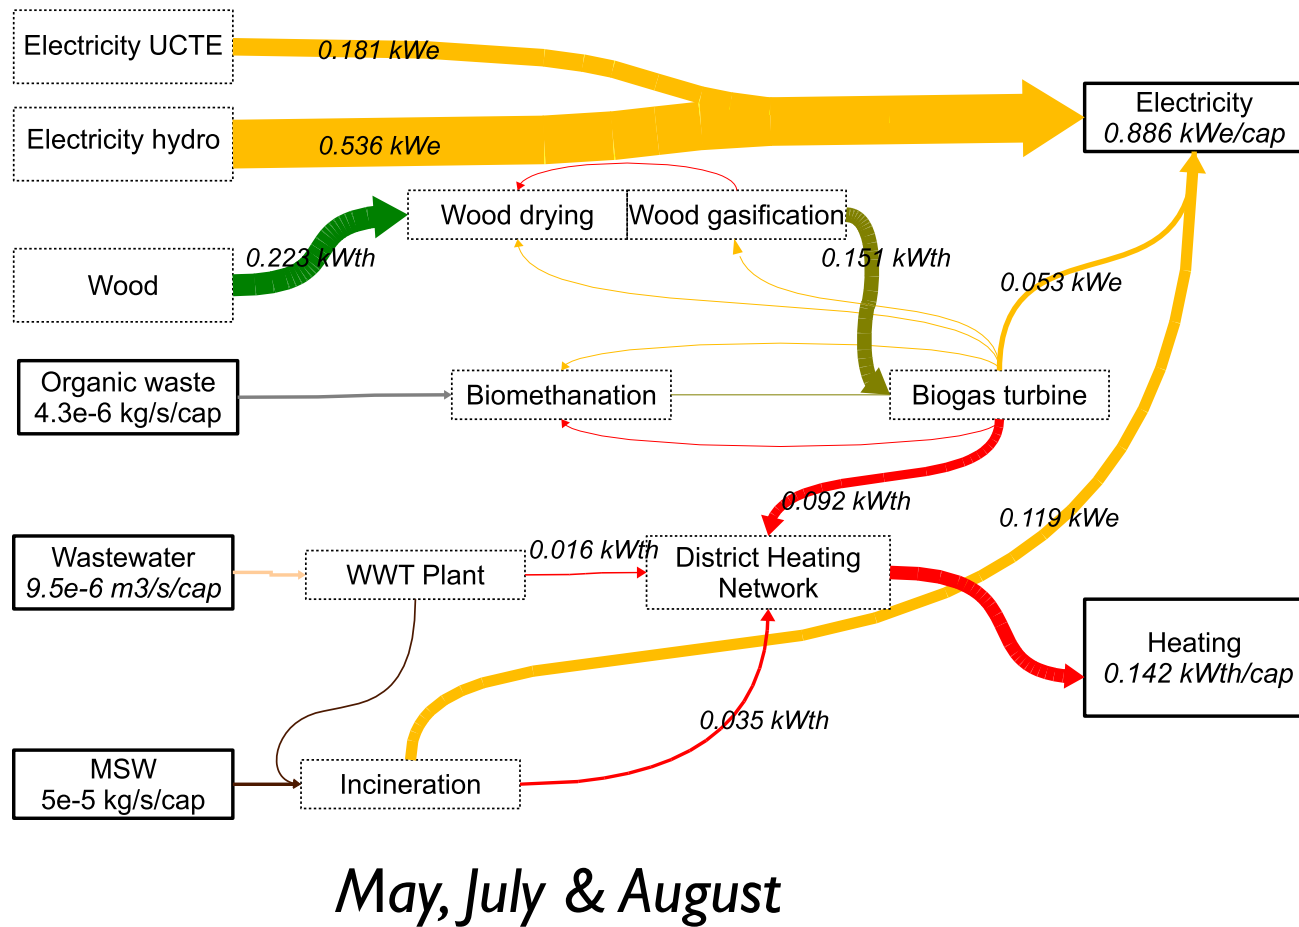 Electricity UCTE
0.181 kWe
Electricity
0.886 kWe/cap
Electricity hydro
0.536 kWe
Wood drying
Wood gasification
0.223 kWth
0.151 kWth
Wood
0.053 kWe
Organic waste
4.3e-6 kg/s/cap
Biomethanation
Biogas turbine
0.092 kWth
0.119 kWe
Wastewater
9.5e-6 m3/s/cap
WWT Plant
0.016 kWth
District Heating
Network
Heating
0.142 kWth/cap
0.035 kWth
MSW
5e-5 kg/s/cap
Incineration
May, July & August